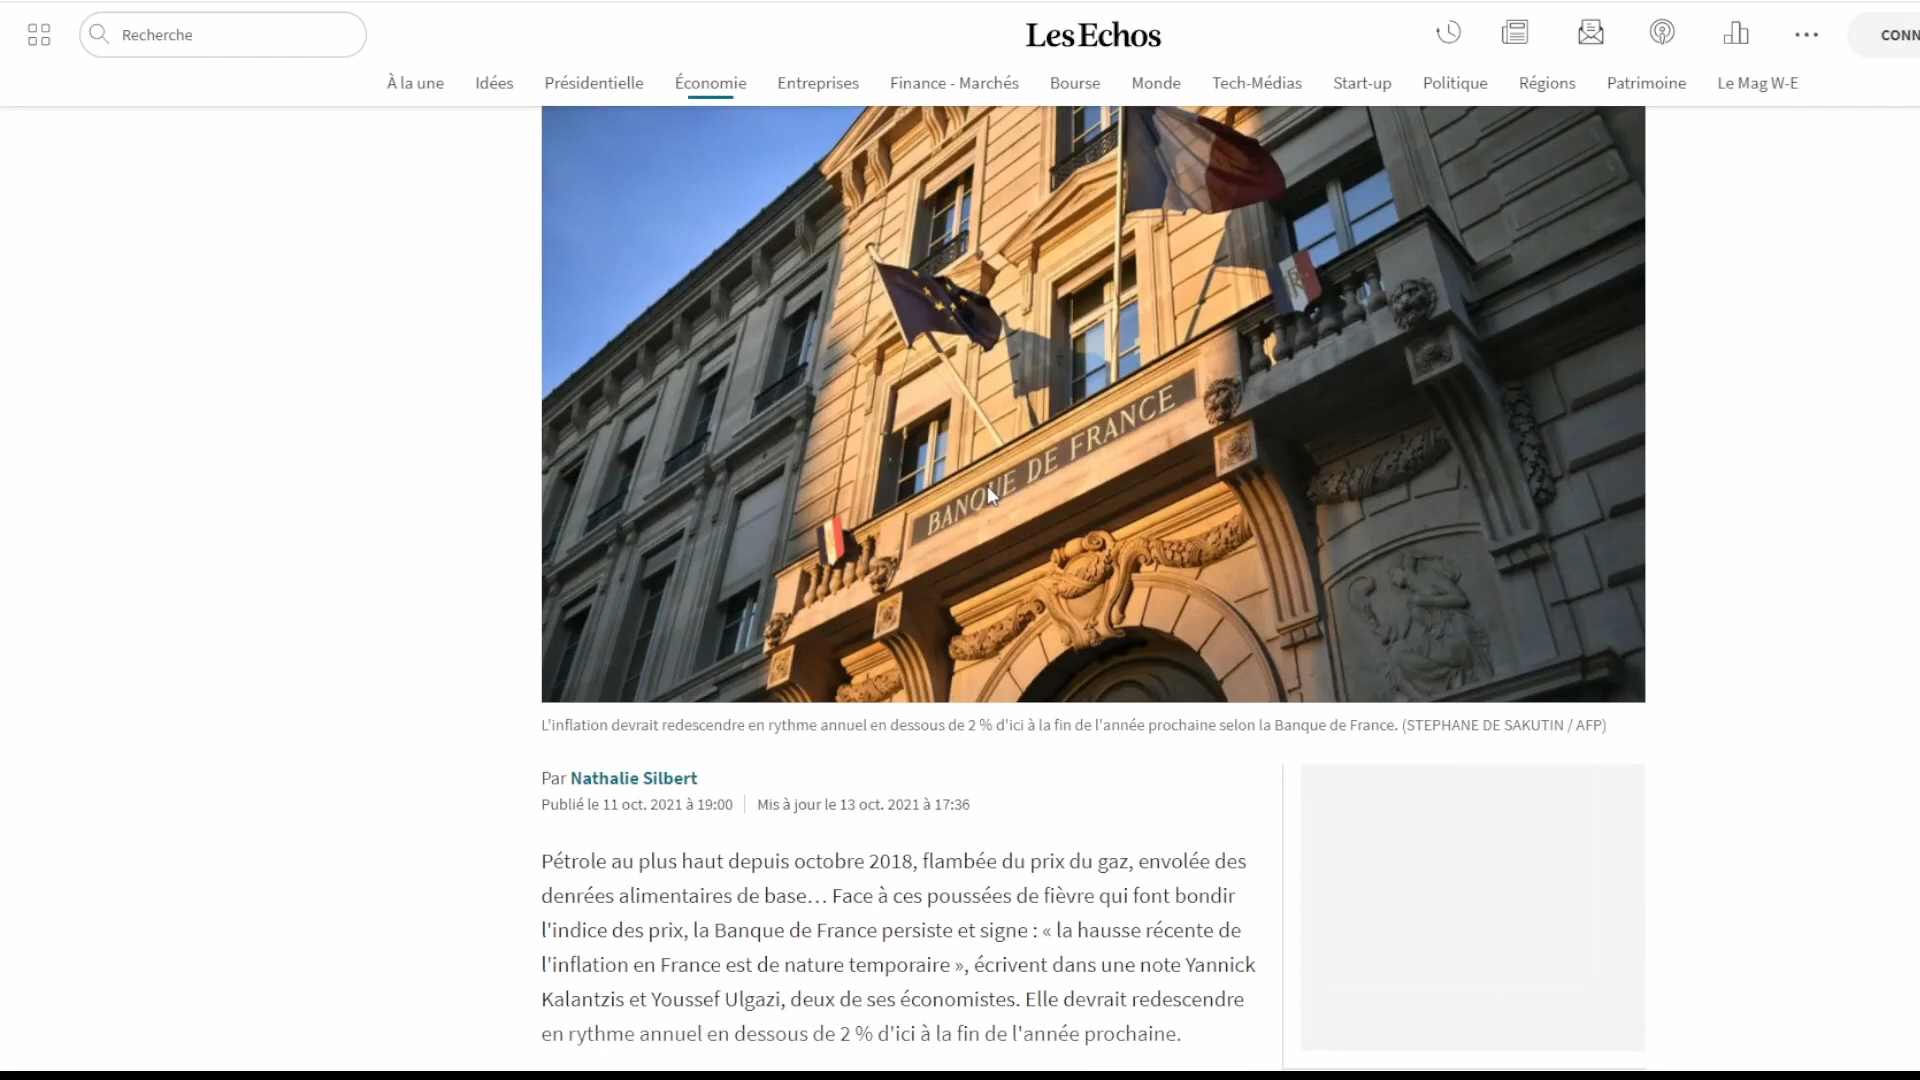 Recherche
Les Echos
CONN
À la une Idées Présidentielle Économie Entreprises Finance - Marchés Bourse Monde Tech-Médias Start-up Politique Régions Patrimoine Le Mag W-E
BANQUE DE FRANCE
L'inflation devrait redescendre en rythme annuel en dessous de 2 % d'ici à la fin de l'année prochaine selon la Banque de France. (STEPHANE DE SAKUTIN / AFP)
Par Nathalie Silbert
Publié le 11 oct. 2021 à 19:00 Mis à jour le 13 oct. 2021 à 17:36
Pétrole au plus haut depuis octobre 2018, flambée du prix du gaz, envolée des
denrées alimentaires de base… Face à ces poussées de fièvre qui font bondir
l'indice des prix, la Banque de France persiste et signe : « la hausse récente de
l'inflation en France est de nature temporaire », écrivent dans une note Yannick
Kalantzis et Youssef Ulgazi, deux de ses économistes. Elle devrait redescendre
en rythme annuel en dessous de 2 % d'ici à la fin de l'année prochaine.